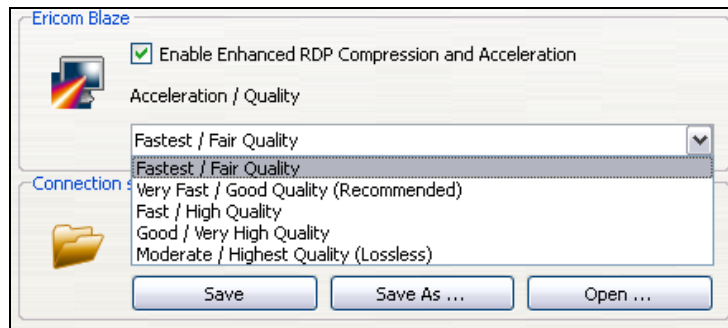 Ericom Blaze
Enable Enhanced RDP Compression and Acceleration
Acceleration / Quality
Fastest / Fair Quality
Fastest / Fair Quality
Very Fast / Good Quality (Recommended)
Fast / High Quality
Good / Very High Quality
Moderate / Highest Quality (Lossless)
Connection
Save
Save As ...
Open ...